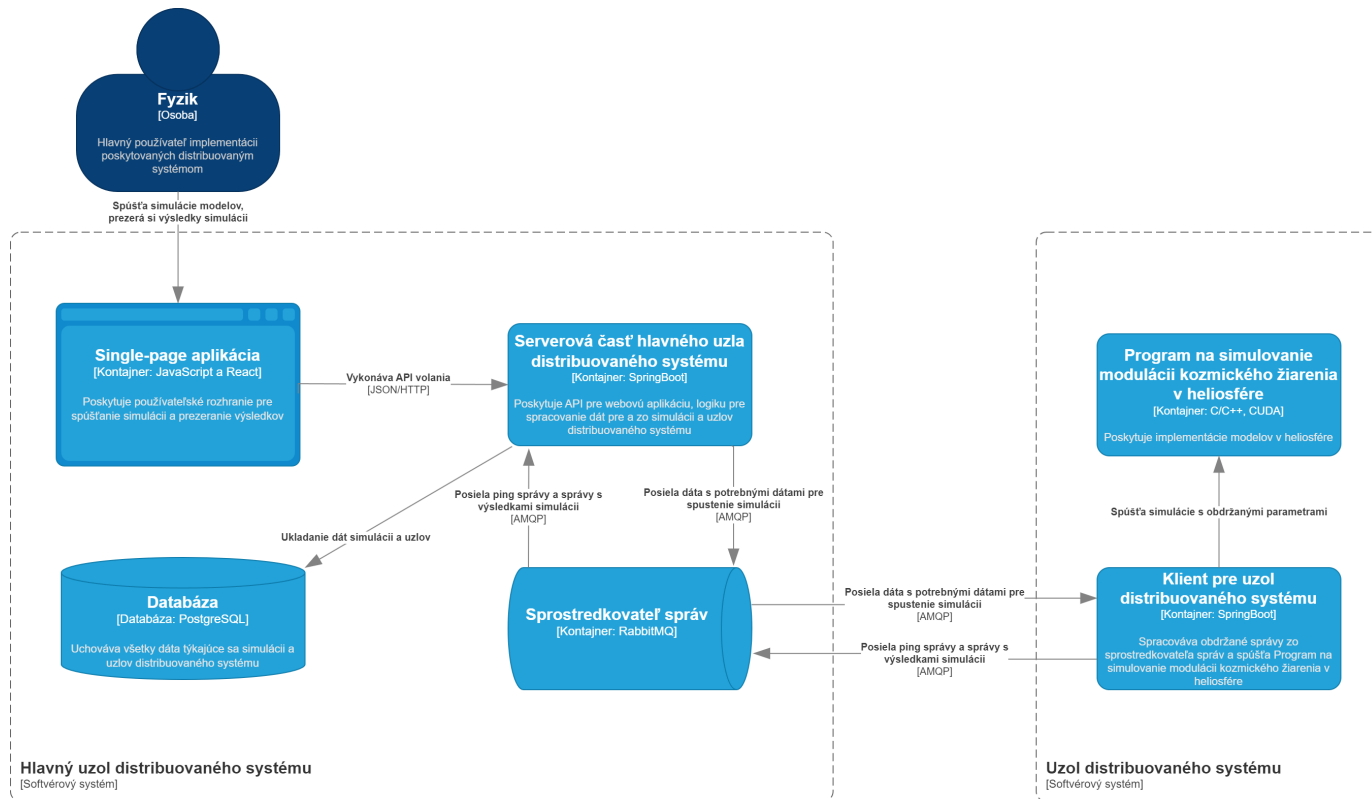 Fyzik
[Osoba]
Hlavný používateľ implementácii
poskytovaných distribuovaným
systémom
Spúšťa simulácie modelov,
prezerá si výsledky simulácii
Single-page aplikácia
[Kontajner: JavaScript a React]
Poskytuje používateľské rozhranie pre
spúšťanie simulácii a prezeranie výsledkov
Vykonáva API volania
[JSON/HTTP]
Serverová časť hlavného uzla
distribuovaného systému
[Kontajner: SpringBoot]
Poskytuje API pre webovú aplikáciu, logiku pre
spracovanie dát pre a zo simulácii a uzlov
distribuovaného systému
Program na simulovanie
modulácii kozmického žiarenia
v heliosfére
[Kontajner: C/C++, CUDA]
Poskytuje implementácie modelov v heliosfére
Posiela ping správy a správy s
výsledkami simulácii
[AMQP]
Posiela dáta s potrebnými dátami pre
spustenie simulácii
[AMQP]
Ukladanie dát simulácii a uzlov
Spúšťa simulácie s obdržanými parametrami
Databáza
[Databáza: PostgreSQL]
Uchováva všetky dáta týkajúce sa simulácii a
uzlov distribuovaného systému
Sprostredkovateľ správ
[Kontajner: RabbitMQ]
Posiela dáta s potrebnými dátami pre
spustenie simulácii
[AMQP]
Posiela ping správy a správy s
výsledkami simulácii
[AMQP]
Klient pre uzol
distribuovaného systému
[Kontajner: SpringBoot]
Spracováva obdržané správy zo
sprostredkovateľa správ a spúšťa Program na
simulovanie modulácii kozmického žiarenia v
heliosfére
Hlavný uzol distribuovaného systému
[Softvérový systém]
Uzol distribuovaného systému
[Softvérový systém]